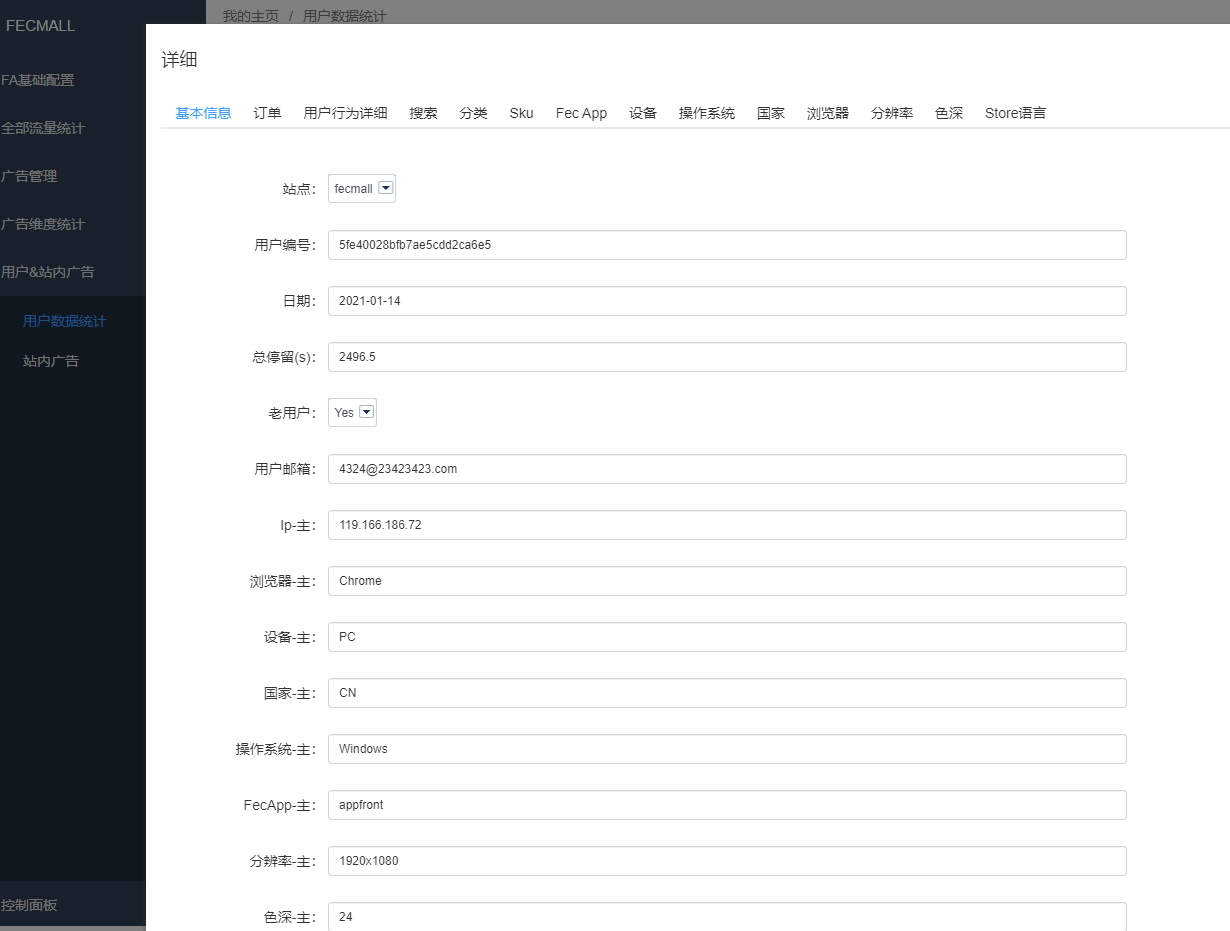 FECMALL
我的主页 / 用户数据统计
FA基础配置
全部流量统计
广告管理
广告维度统计
用户&站内广告
用户数据统计
站内广告
控制面板
详细
基本信息 订单 用户行为详细 搜索 分类 Sku Fec App 设备 操作系统 国家 浏览器 分辨率 色深 Store语言
站点: fecmall
用户编号: 5fe40028bfb7ae5cdd2ca6e5
日期: 2021-01-14
总停留(s): 2496.5
老用户: Yes
用户邮箱: 4324@23423423.com
Ip-主: 119.166.186.72
浏览器-主: Chrome
设备-主: PC
国家-主: CN
操作系统-主: Windows
FecApp-主: appfront
分辨率-主: 1920x1080
色深-主: 24